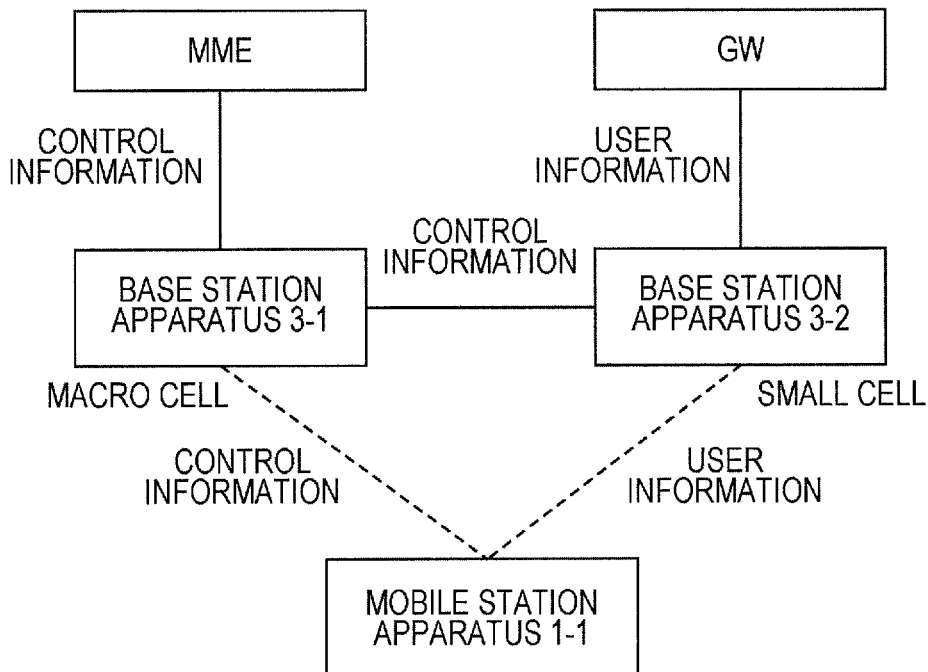 MME
GW
CONTROL
INFORMATION
USER
INFORMATION
CONTROL
INFORMATION
BASE STATION
APPARATUS 3-1
BASE STATION
APPARATUS 3-2
MACRO CELL
SMALL CELL
CONTROL
INFORMATION
USER
INFORMATION
MOBILE STATION
APPARATUS 1-1